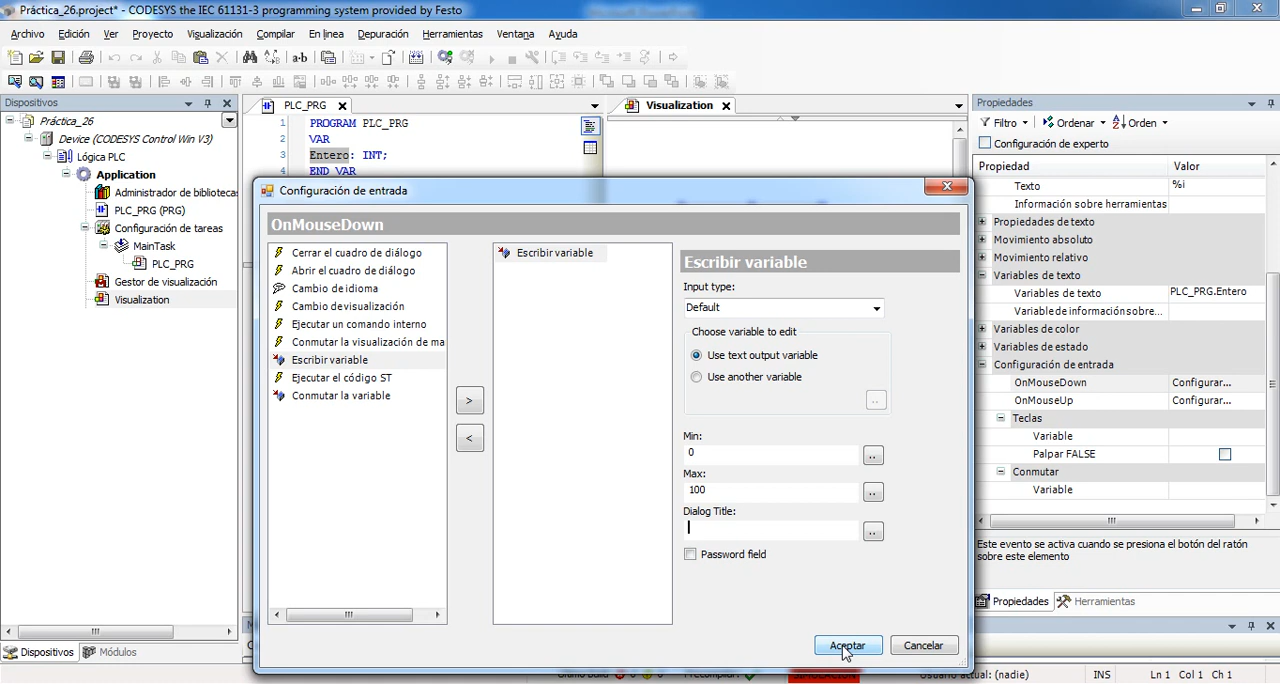 Práctica_26.project* - CODESYS the IEC 61131-3 programming system provided by Festo
Archivo Edición Ver Proyecto Visualización Compilar En línea Depuración Herramientas Ventana Ayuda
Dispositivos
Práctica_26
Device (CODESYS Control Win V3)
Lógica PLC
Application
Administrador de bibliotecas
PLC_PRG (PRG)
Configuración de tareas
MainTask
PLC_PRG
Gestor de visualización
Visualization
Dispositivos Módulos
PLC_PRG
1 PROGRAM PLC_PRG
2 VAR
3 Entero: INT;
4 END_VAR
Visualization
Configuración de entrada
OnMouseDown
Cerrar el cuadro de diálogo
Abrir el cuadro de diálogo
Cambio de idioma
Cambio de visualización
Ejecutar un comando interno
Conmutar la visualización de ma
Escribir variable
Ejecutar el código ST
Conmutar la variable
>
<
Escribir variable
Escribir variable
Input type:
Default
Choose variable to edit
Use text output variable
Use another variable
Min:
0
Max:
100
Dialog Title:
Password field
Aceptar Cancelar
Propiedades
Filtro Ordenar Orden
Configuración de experto
Propiedad Valor
Texto %i
Información sobre herramientas
Propiedades de texto
Movimiento absoluto
Movimiento relativo
Variables de texto
Variables de texto PLC_PRG.Entero
Variable de información sobre...
Variables de color
Variables de estado
Configuración de entrada
OnMouseDown Configurar...
OnMouseUp Configurar...
Teclas
Variable
Palpar FALSE
Conmutar
Variable
Este evento se activa cuando se presiona el botón del ratón
sobre este elemento
Propiedades Herramientas
SIMULACIÓN
Usuario actual: (nadie) INS Ln 1 Col 1 Ch 1